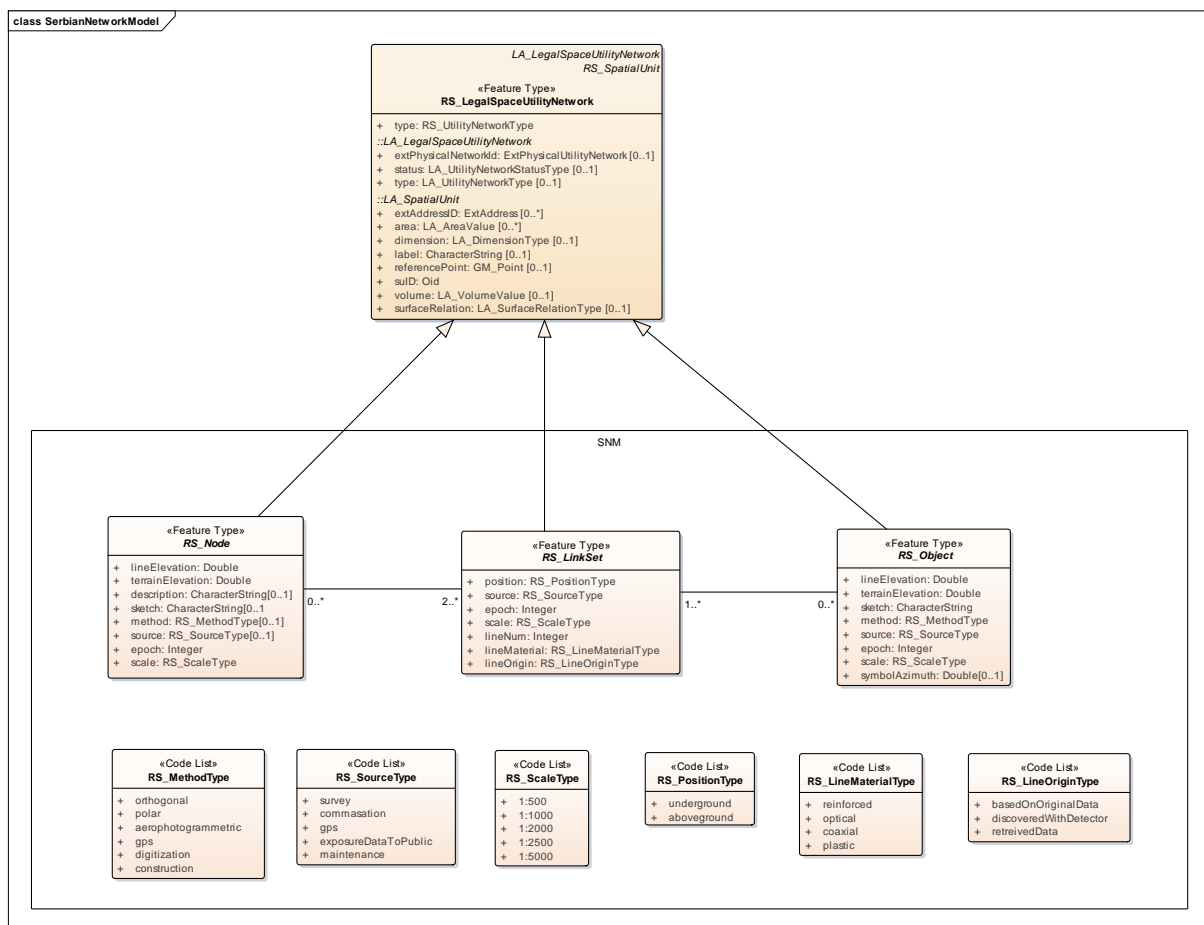 class SerbianNetworkModel
LA_LegalSpaceUtilityNetwork
RS_SpatialUnit
«Feature Type»
RS_LegalSpaceUtilityNetwork
+ type: RS_UtilityNetworkType
::LA_LegalSpaceUtilityNetwork
+ extPhysicalNetworkId: ExtPhysicalUtilityNetwork [0..1]
+ status: LA_UtilityNetworkStatusType [0..1]
+ type: LA_UtilityNetworkType [0..1]
::LA_SpatialUnit
+ extAddressID: ExtAddress [0..*]
+ area: LA_AreaValue [0..*]
+ dimension: LA_DimensionType [0..1]
+ label: CharacterString [0..1]
+ referencePoint: GM_Point [0..1]
+ suID: Oid
+ volume: LA_VolumeValue [0..1]
+ surfaceRelation: LA_SurfaceRelationType [0..1]
SNM
«Feature Type»
RS_Node
+ lineElevation: Double
+ terrainElevation: Double
+ description: CharacterString[0..1]
+ sketch: CharacterString[0..1
+ method: RS_MethodType[0..1]
+ source: RS_SourceType[0..1]
+ epoch: Integer
+ scale: RS_ScaleType
0..*
2..*
«Feature Type»
RS_LinkSet
+ position: RS_PositionType
+ source: RS_SourceType
+ epoch: Integer
+ scale: RS_ScaleType
+ lineNum: Integer
+ lineMaterial: RS_LineMaterialType
+ lineOrigin: RS_LineOriginType
1..*
0..*
«Feature Type»
RS_Object
+ lineElevation: Double
+ terrainElevation: Double
+ sketch: CharacterString
+ method: RS_MethodType
+ source: RS_SourceType
+ epoch: Integer
+ scale: RS_ScaleType
+ symbolAzimuth: Double[0..1]
«Code List»
RS_MethodType
+ orthogonal
+ polar
+ aerophotogrammetric
+ gps
+ digitization
+ construction
«Code List»
RS_SourceType
+ survey
+ commasation
+ gps
+ exposureDataToPublic
+ maintenance
«Code List»
RS_ScaleType
+ 1:500
+ 1:1000
+ 1:2000
+ 1:2500
+ 1:5000
«Code List»
RS_PositionType
+ underground
+ aboveground
«Code List»
RS_LineMaterialType
+ reinforced
+ optical
+ coaxial
+ plastic
«Code List»
RS_LineOriginType
+ basedOnOriginalData
+ discoveredWithDetector
+ retreivedData